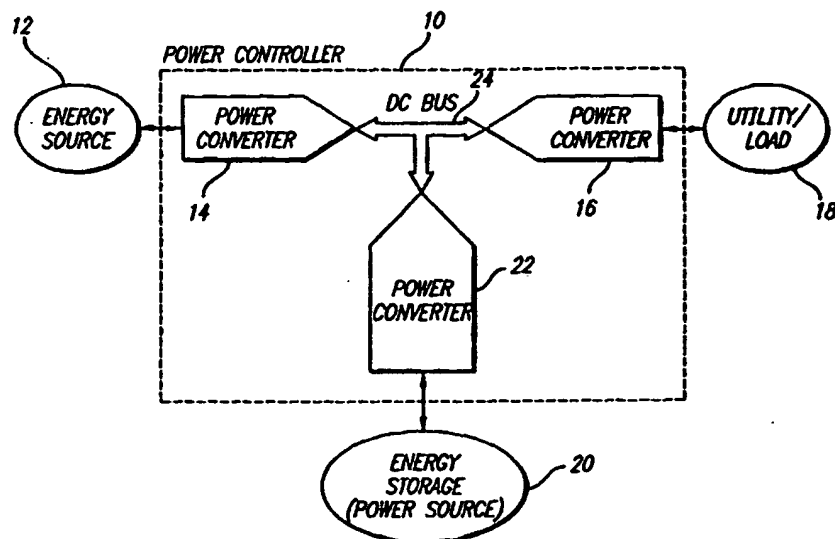 12
POWER CONTROLLER
10
24
ENERGY
SOURCE
POWER
CONVERTER
DC BUS
POWER
CONVERTER
UTILITY/
LOAD
14
16
18
22
POWER
CONVERTER
ENERGY
STORAGE
(POWER SOURCE)
20